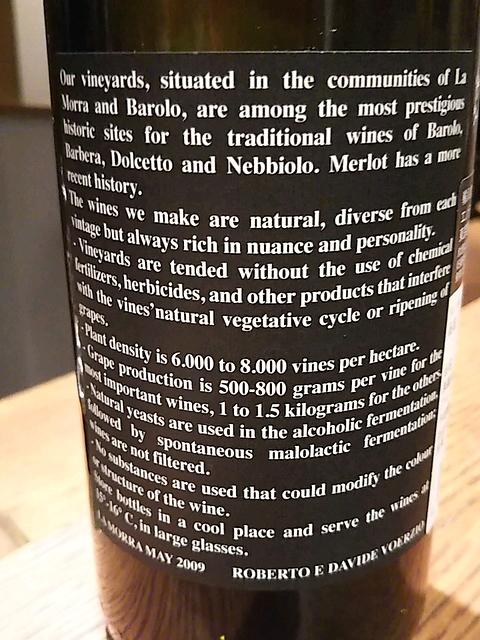 Our vineyards, situated in the communities of La
Morra and Barolo, are among the most prestigious
historic sites for the traditional wines of Barolo,
Barbera, Dolcetto and Nebbiolo. Merlot has a more
recent history.
The wines we make are natural, diverse from each
vintage but always rich in nuance and personality.
· Vineyards are tended without the use of chemical
fertilizers, herbicides, and other products that interfere
with the vines'natural vegetative cycle or ripening of
grapes.
· Plant density is 6.000 to 8.000 vines per hectare.
· Grape production is 500-800 grams per vine for the
most important wines, 1 to 1.5 kilograms for the others.
· Natural yeasts are used in the alcoholic fermentation,
followed by spontaneous malolactic fermentation;
wines are not filtered.
· No substances are used that could modify the colour
or structure of the wine.
bottles in a cool place and serve the wines at
-16° C, in large glasses.
LA MORRA MAY 2009 ROBERTO E DAVIDE VOERZIO